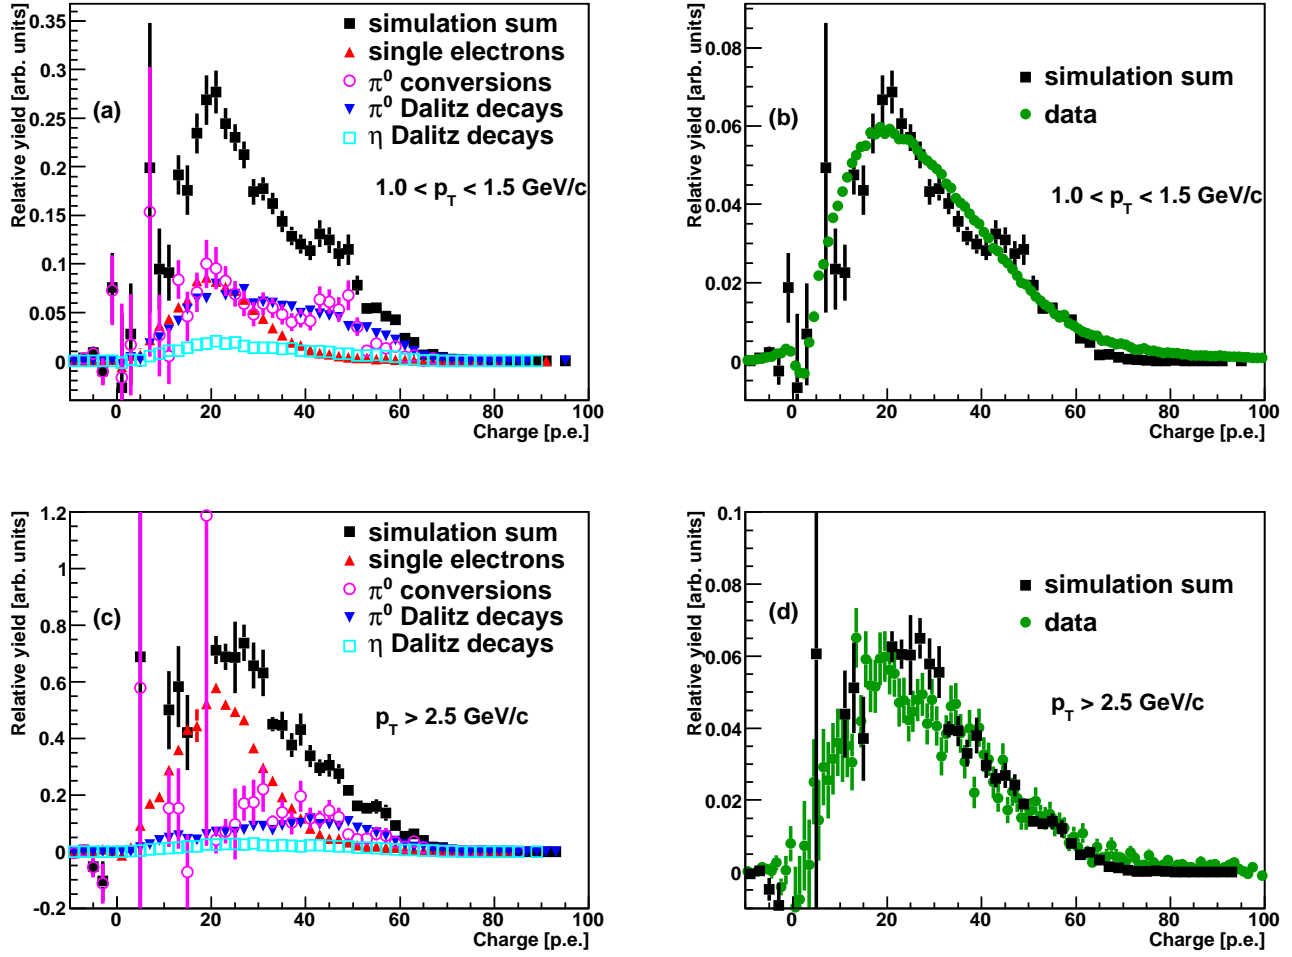 Relative yield [arb. units]
0.35
0.3
0.25
0.2
0.15
0.1
0.05
0
(a)
simulation sum
single electrons
π⁰ conversions
π⁰ Dalitz decays
η Dalitz decays
1.0 < p_T < 1.5 GeV/c
0 20 40 60 80 100
Charge [p.e.]
Relative yield [arb. units]
0.08
0.06
0.04
0.02
0
(b)
simulation sum
data
1.0 < p_T < 1.5 GeV/c
0 20 40 60 80 100
Charge [p.e.]
Relative yield [arb. units]
1.2
1
0.8
0.6
0.4
0.2
0
-0.2
(c)
simulation sum
single electrons
π⁰ conversions
π⁰ Dalitz decays
η Dalitz decays
p_T > 2.5 GeV/c
0 20 40 60 80 100
Charge [p.e.]
Relative yield [arb. units]
0.1
0.08
0.06
0.04
0.02
0
(d)
simulation sum
data
p_T > 2.5 GeV/c
0 20 40 60 80 100
Charge [p.e.]